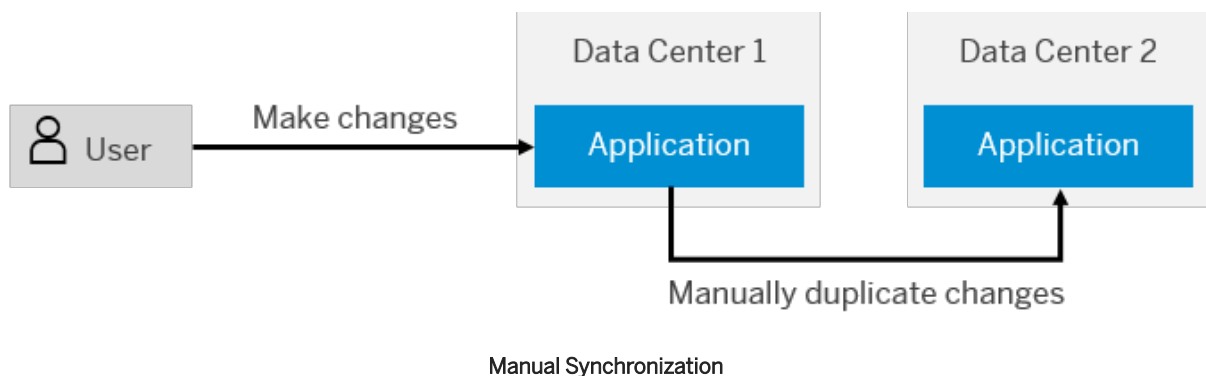 Data Center 1
Data Center 2
Make changes
User
Application
Application
Manually duplicate changes
Manual Synchronization